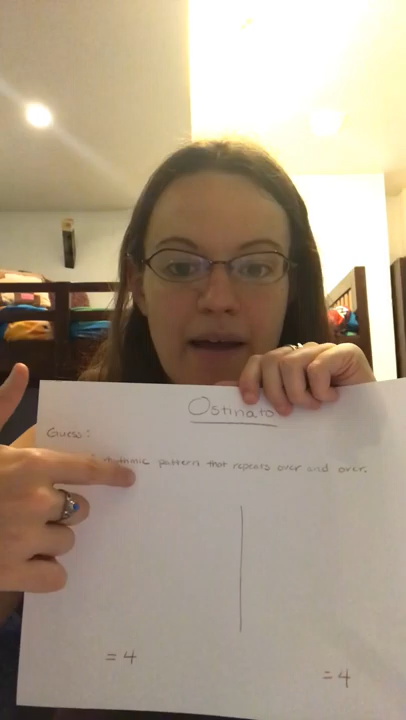 Ostinato
Guess:
rhythmic pattern that repeats over and over.
= 4
= 4